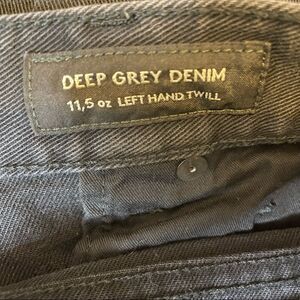 DEEP GREY DENIM
11,5 oz LEFT HAND TWILL